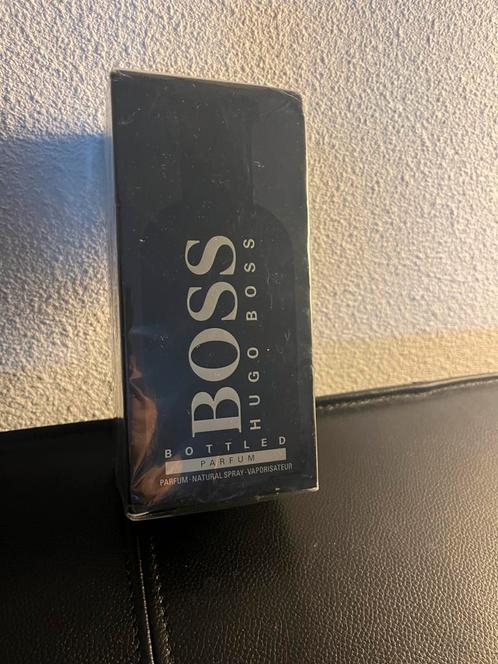 BOSS
HUGO BOSS
BOTTLED
PARFUM
PARFUM-NATURAL SPRAY-VAPORISATEUR